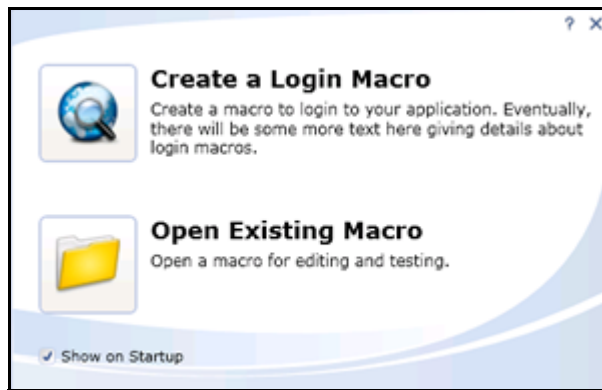 ? X
Create a Login Macro
Create a macro to login to your application. Eventually,
there will be some more text here giving details about
login macros.
Open Existing Macro
Open a macro for editing and testing.
Show on Startup